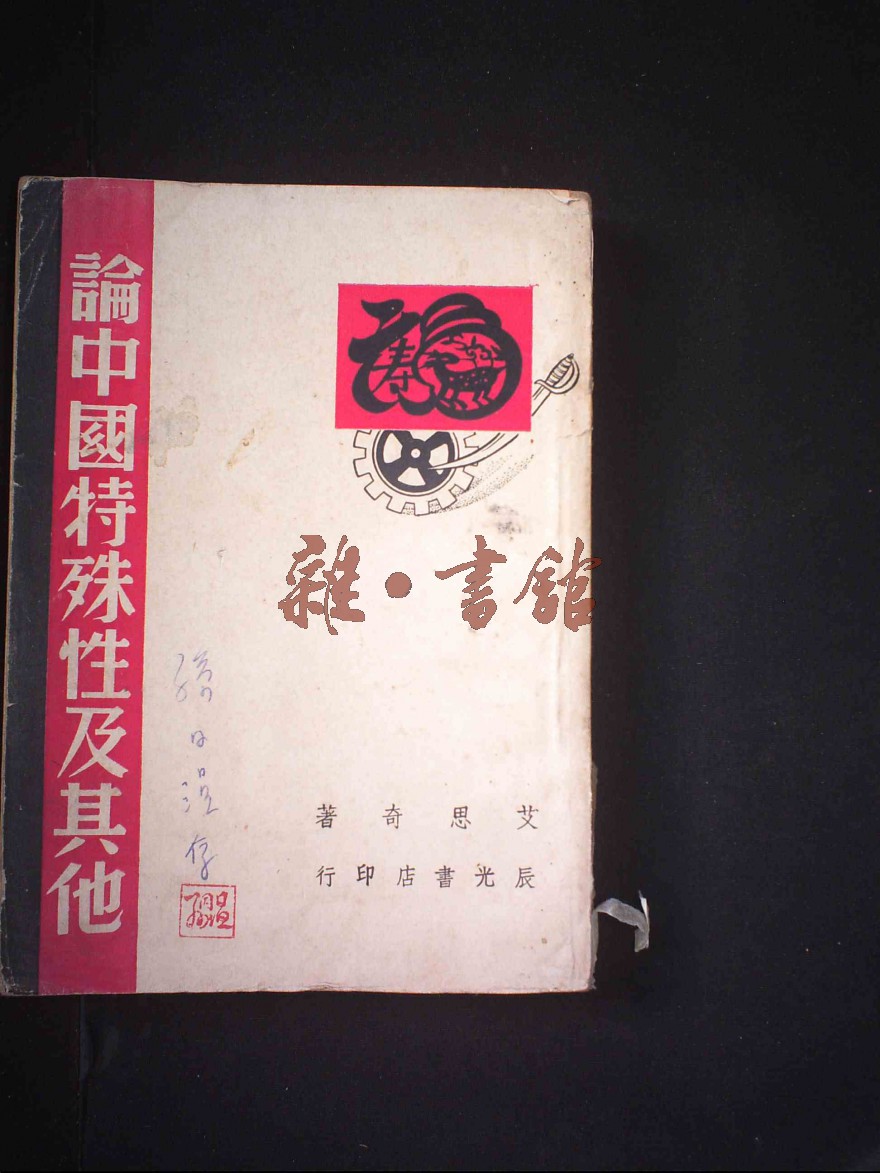 論中國特殊性及其他
壽
雜·書館
艾思奇著
辰光書店印行